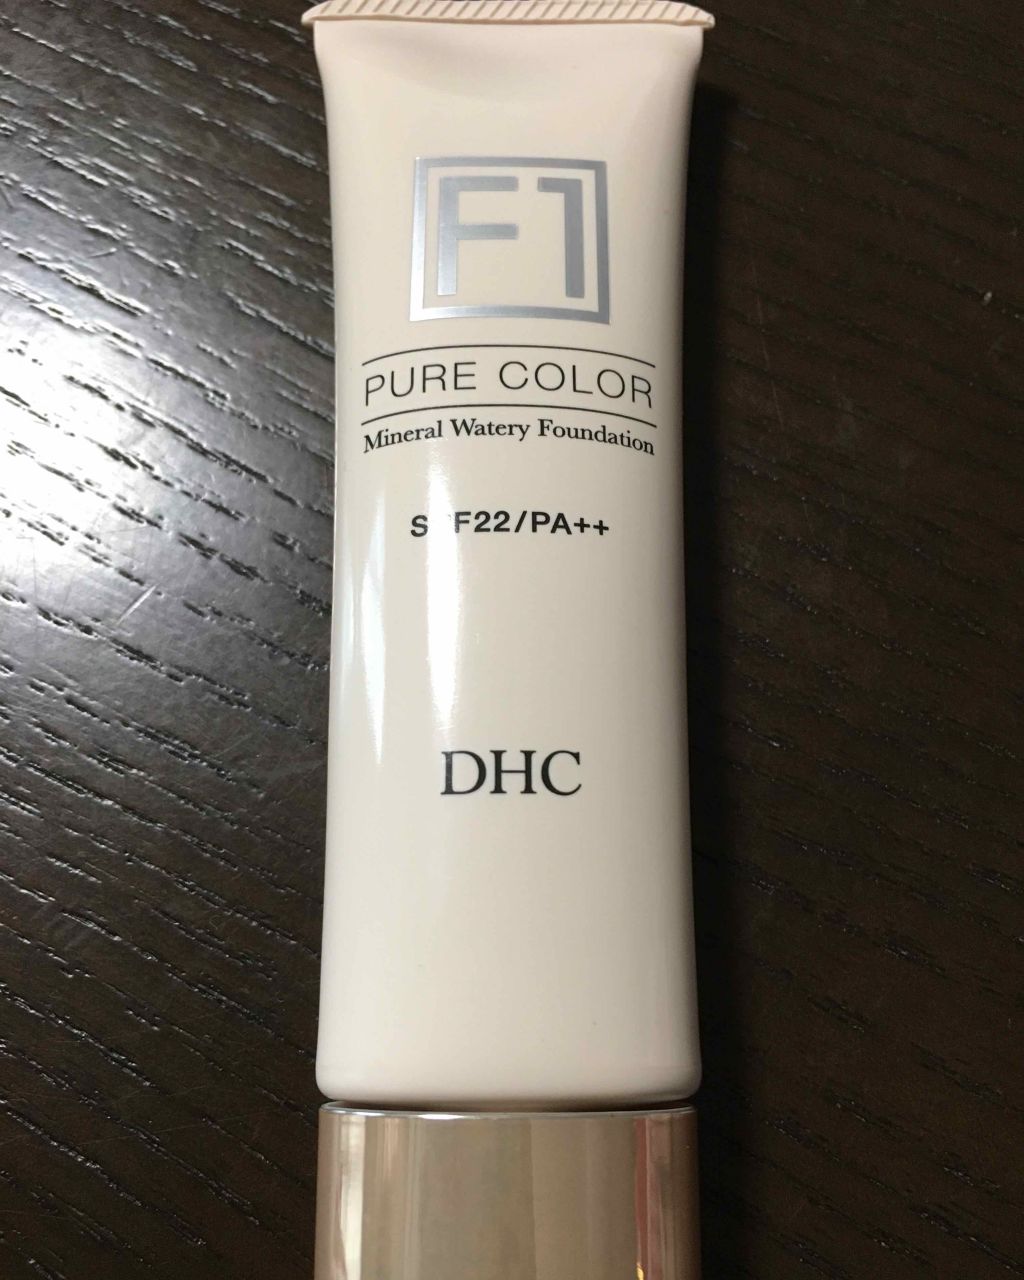 F1
PURE COLOR
Mineral Watery Foundation
SPF22/PA++
DHC